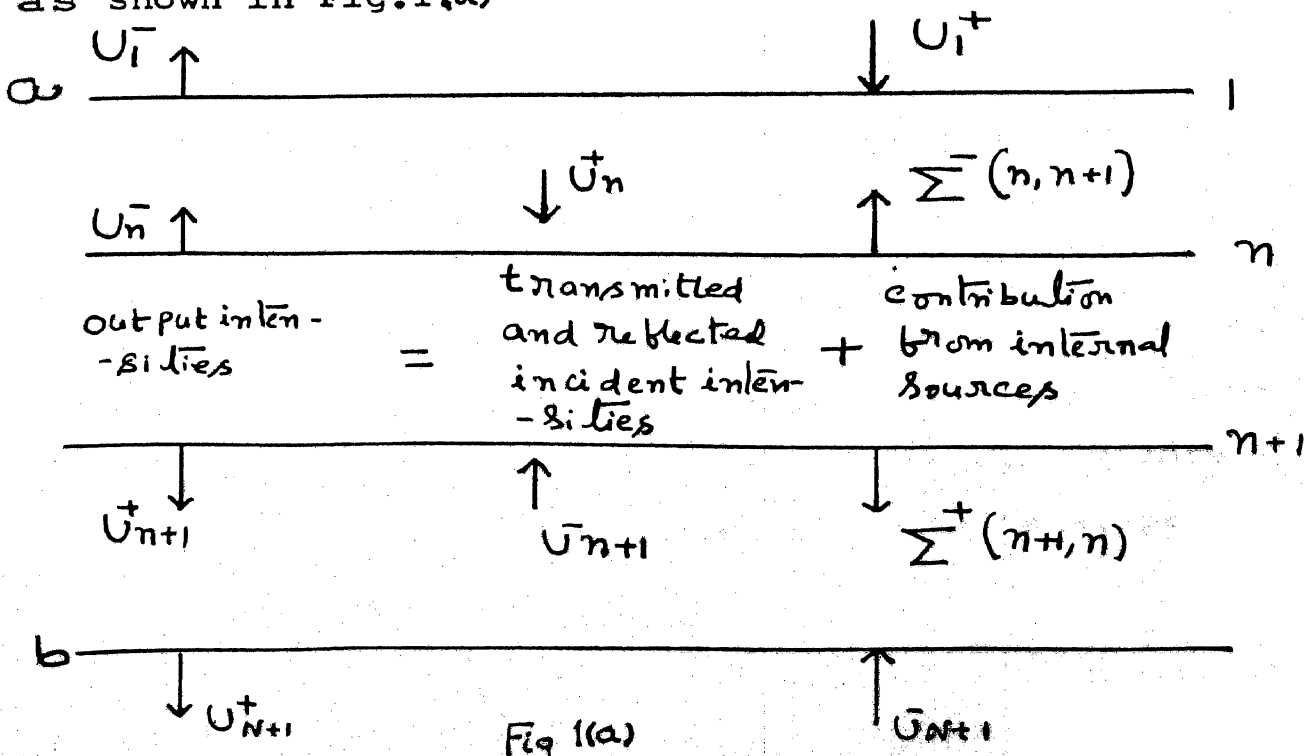 as shown in Fig.1(a)
U₁⁻ U₁⁺
a 1
Uₙ⁺ Σ⁻ (n, n+1)
Uₙ⁻ n
transmitted contribution
output inten- and reflected from internal
-sities = incident inten- + sources
-sities
n+1
U⁺ₙ₊₁ U⁻ₙ₊₁ Σ⁺ (n+1, n)
b
U⁺N+1 Fig 1(a) U⁻N+1